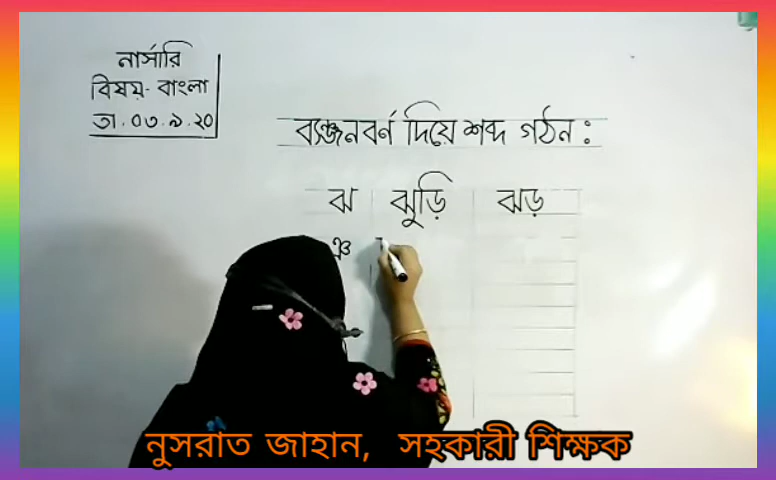 নার্সারি
বিষয়- বাংলা
তা. ০৩.৯.২০
ব্যঞ্জনবর্ন দিয়ে শব্দ গঠন :
ঝ ঝুড়ি ঝড়
ঞ
নুসরাত জাহান, সহকারী শিক্ষক